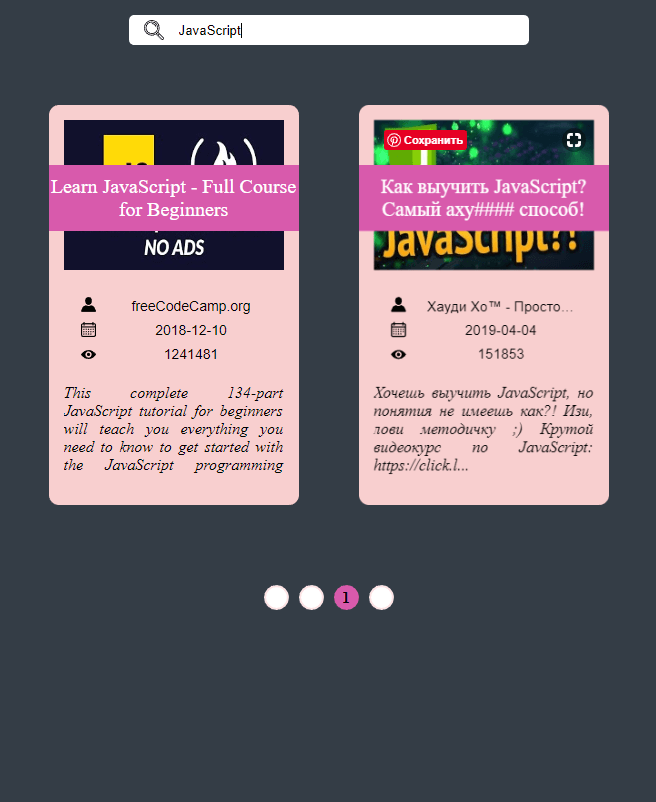 JavaScript
Learn JavaScript - Full Course
for Beginners
NO ADS
freeCodeCamp.org
2018-12-10
1241481
This complete 134-part
JavaScript tutorial for beginners
will teach you everything you
need to know to get started with
the JavaScript programming
Сохранить
Как выучить JavaScript?
Самый аху#### способ!
JavaScript?!
Хауди Хо™ - Просто...
2019-04-04
151853
Хочешь выучить JavaScript, но
понятия не имеешь как?! Изи,
лови методичку ;) Крутой
видеокурс по JavaScript:
https://click.l...
1